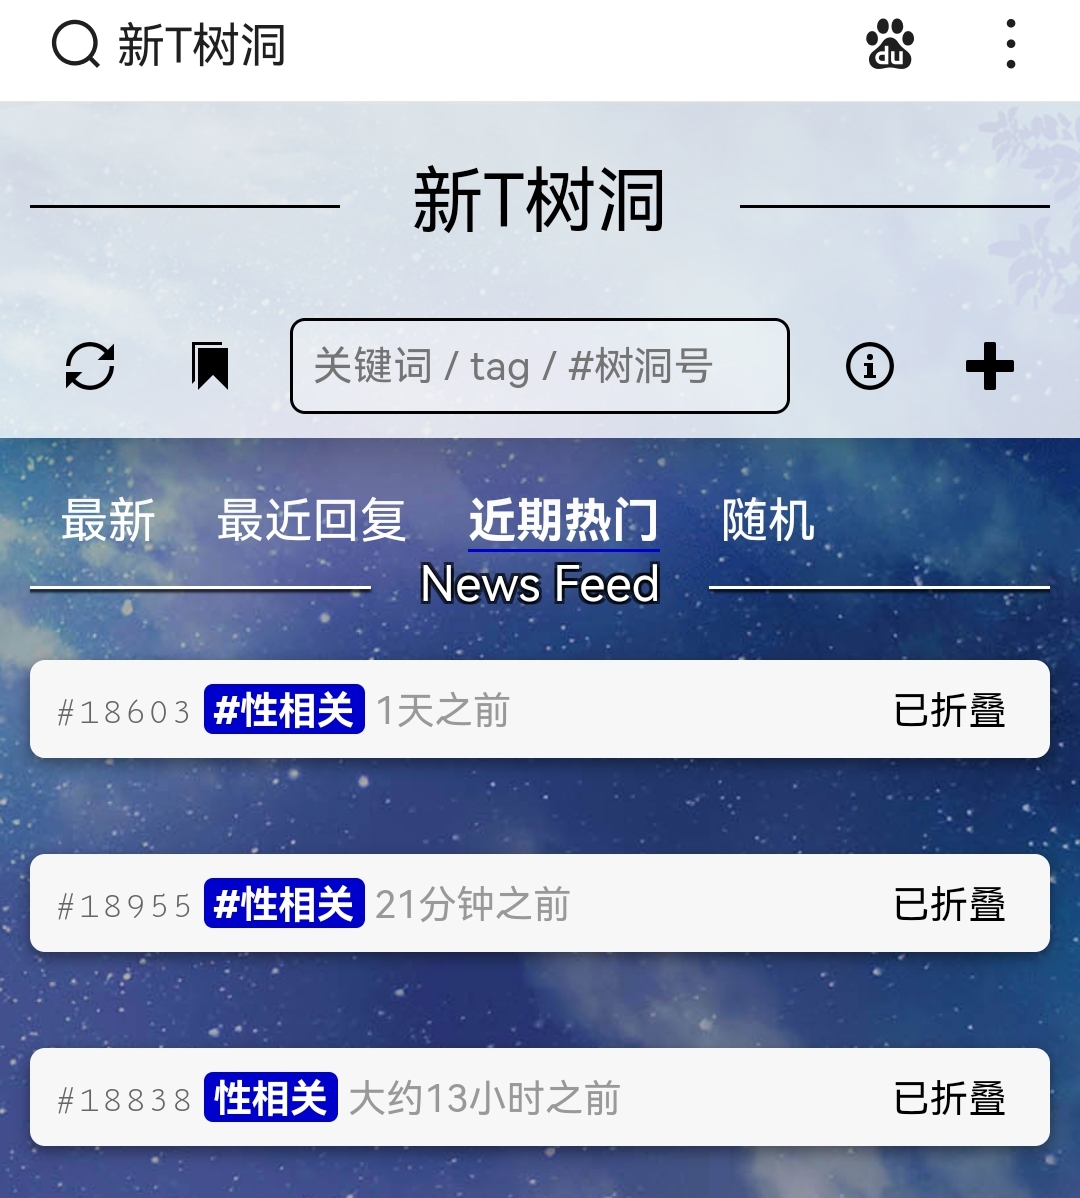 新T树洞
du
新T树洞
关键词 / tag / #树洞号
最新 最近回复 近期热门 随机
News Feed
#18603 #性相关 1天之前 已折叠
#18955 #性相关 21分钟之前 已折叠
#18838 性相关 大约13小时之前 已折叠